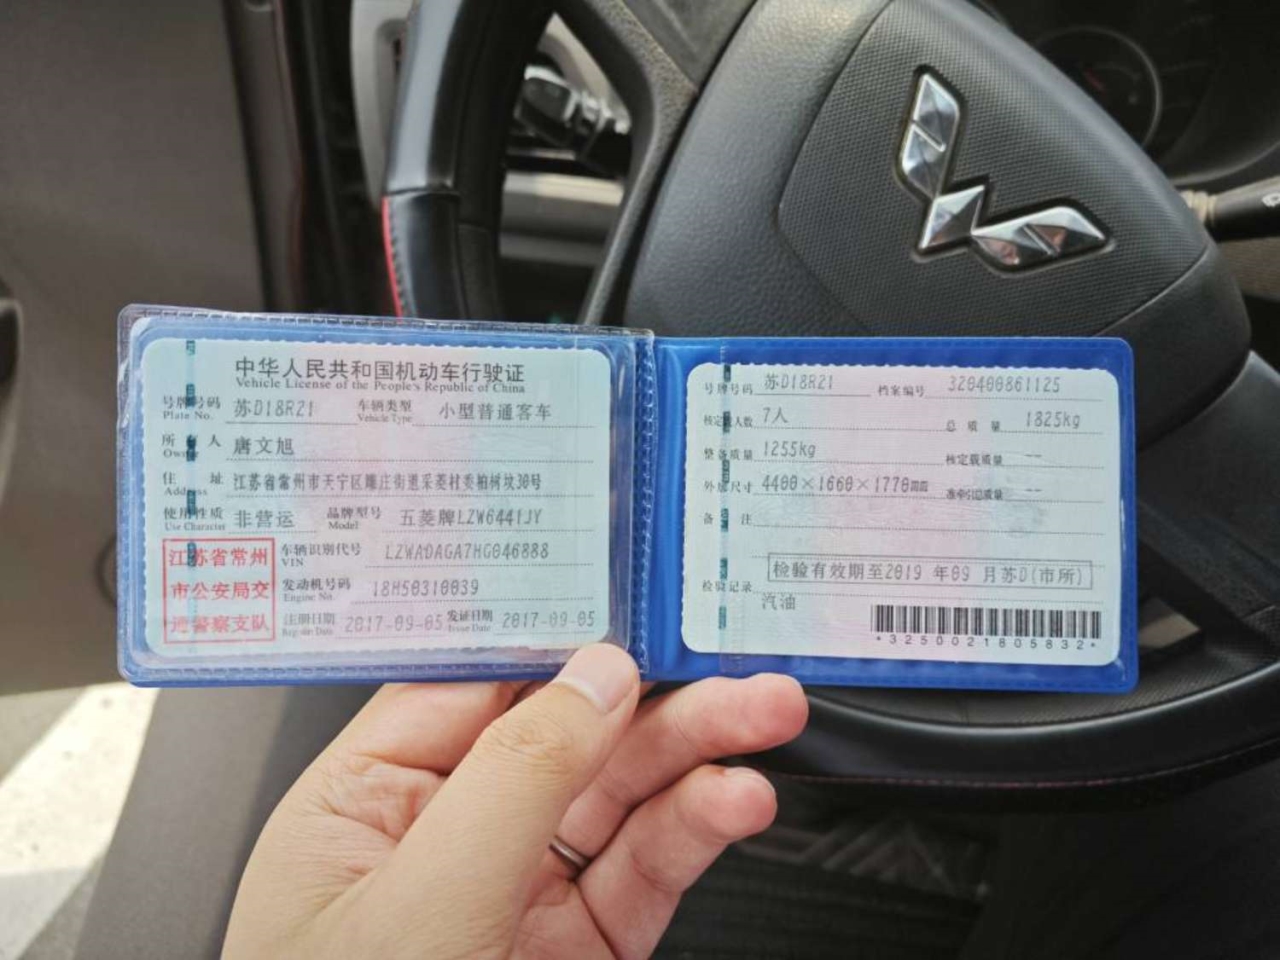 中华人民共和国机动车行驶证
Vehicle License of the People's Republic of China
号牌号码 苏D18R21 车辆类型 小型普通客车
Plate No. Vehicle Type
所有人 唐文旭
Owner
住址 江苏省常州市天宁区雕庄街道采菱村委柏树坟30号
Address
使用性质 非营运 品牌型号 五菱牌LZW6441JY
Use Character Model
江苏省常州
市公安局交
通警察支队
车辆识别代号 LZWADAGA7HG046888
VIN
发动机号码 18H50310039
Engine No.
注册日期 2017-09-05 发证日期 2017-09-05
Register Date Issue Date
号牌号码 苏D18R21 档案编号 320400861125
核定载人数 7人 总质量 1825kg
整备质量 1255kg 核定载质量 --
外廓尺寸 4400×1660×1770mm 准牵引总质量 --
备注
检验记录 检验有效期至2019 年09 月苏D(市所)
汽油
*3250021805832*